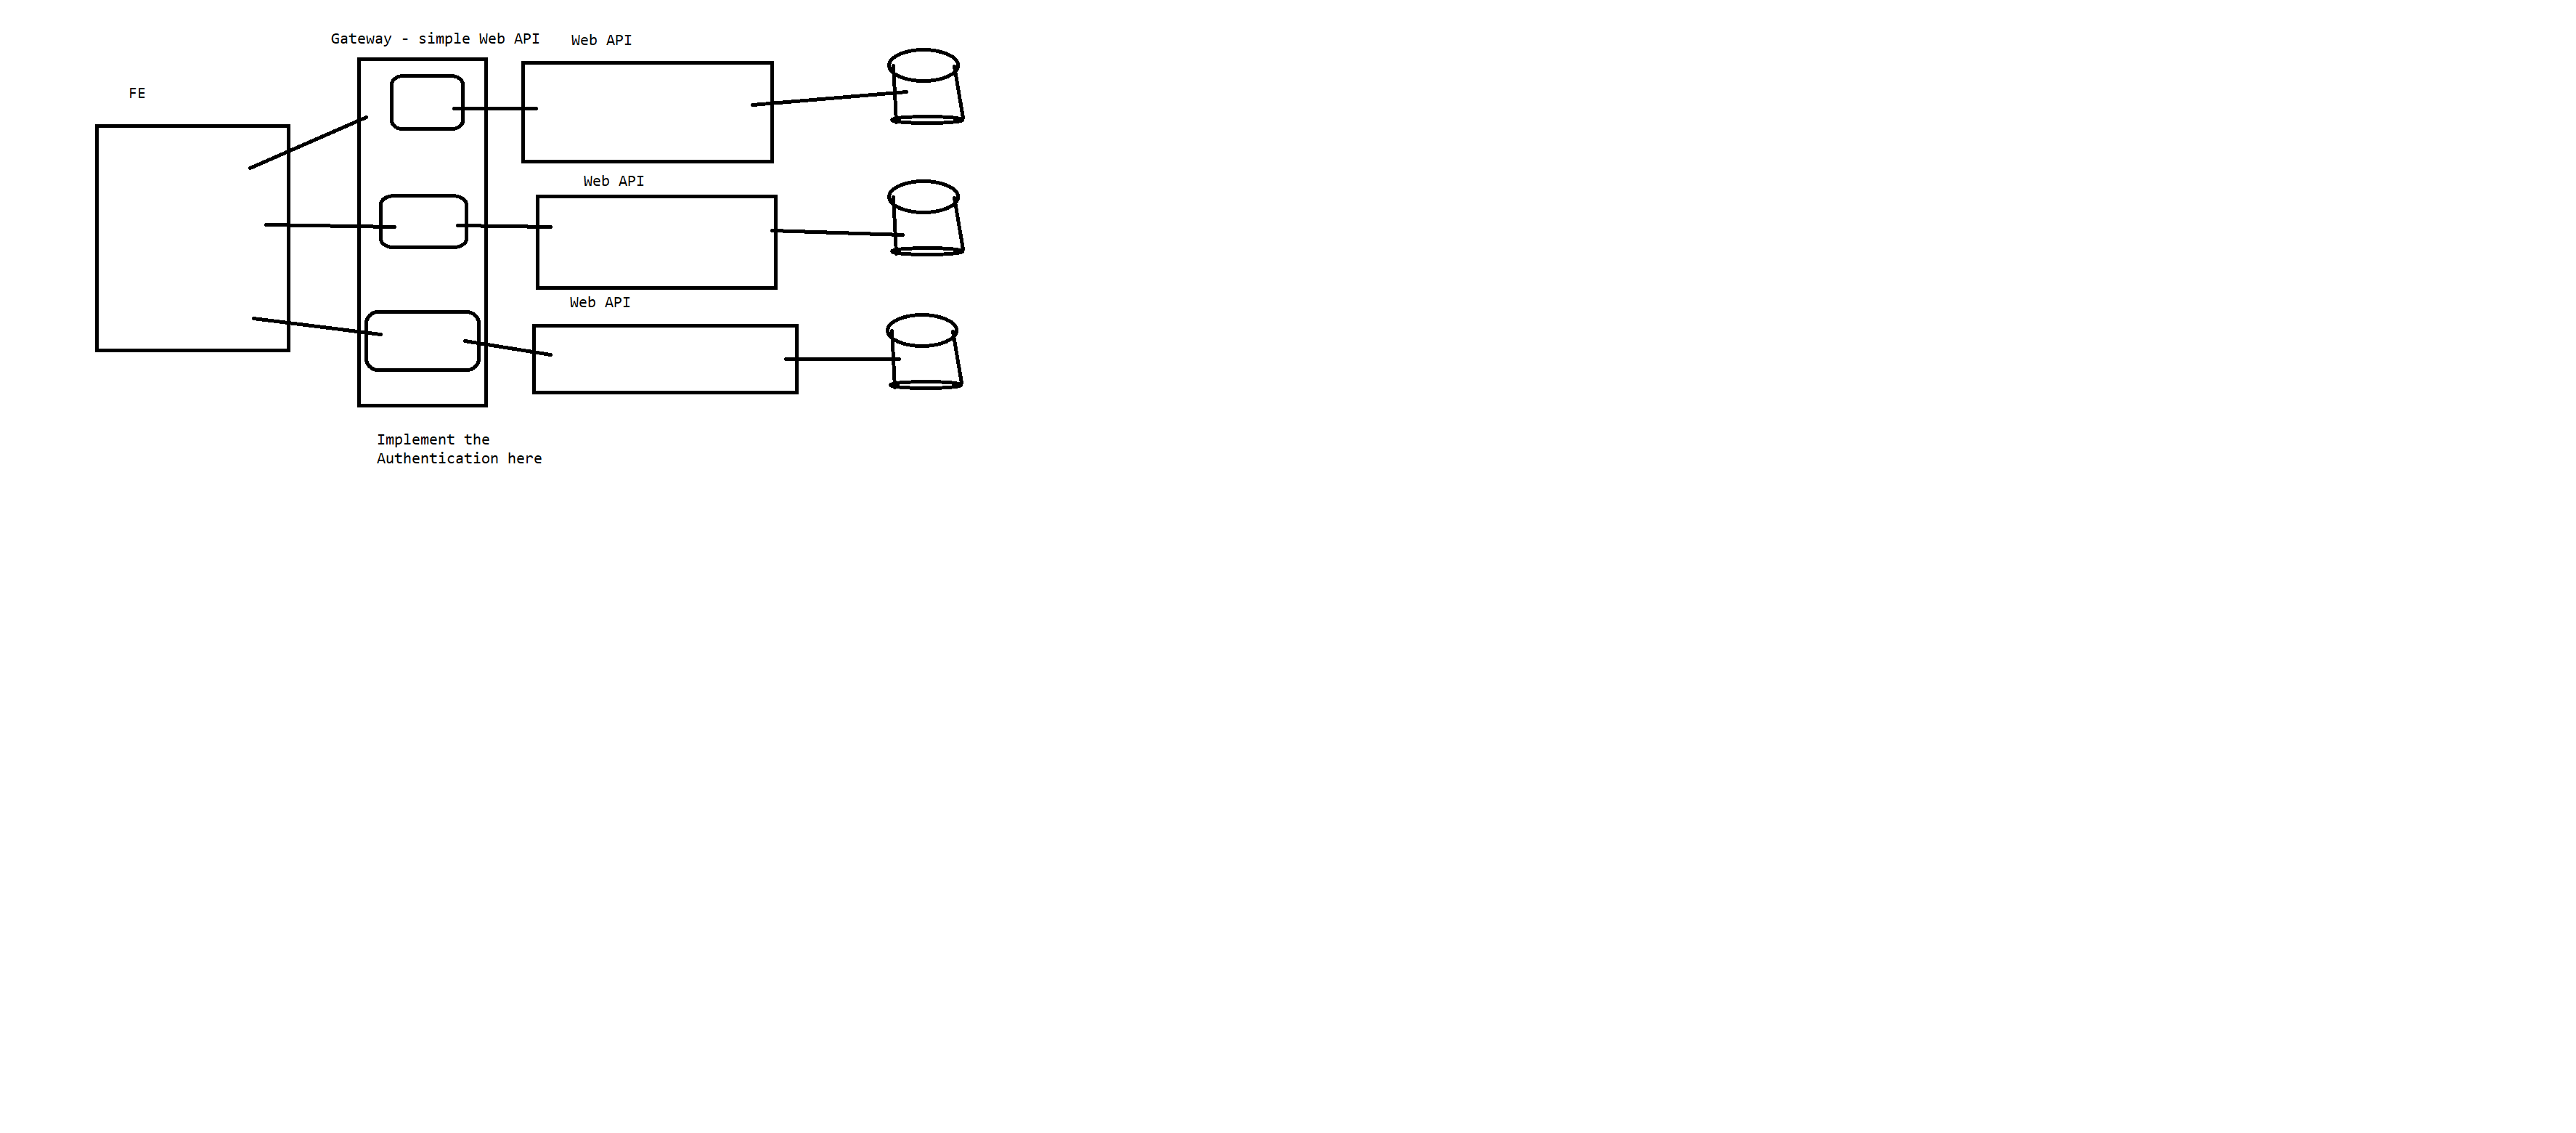 Gateway - simple Web API
Web API
FE
Web API
Web API
Implement the
Authentication here